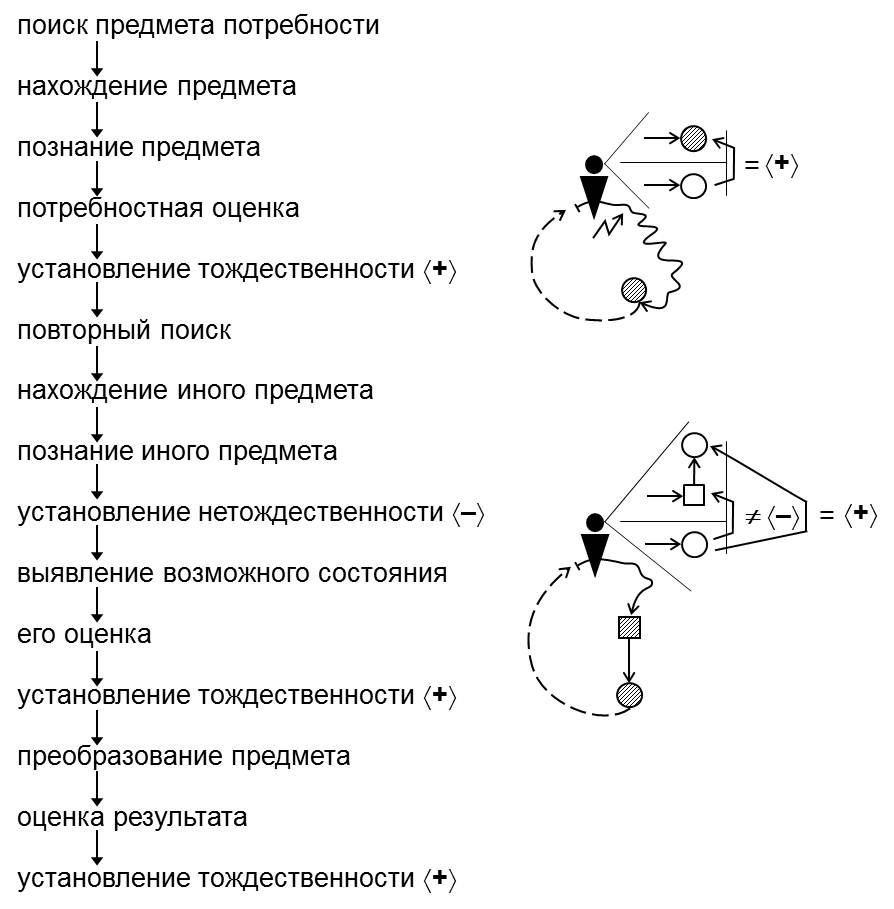 поиск предмета потребности
нахождение предмета
познание предмета
потребностная оценка
установление тождественности ⟨+⟩
повторный поиск
нахождение иного предмета
познание иного предмета
установление нетождественности ⟨–⟩
выявление возможного состояния
его оценка
установление тождественности ⟨+⟩
преобразование предмета
оценка результата
установление тождественности ⟨+⟩
= ⟨+⟩
≠ ⟨–⟩ = ⟨+⟩